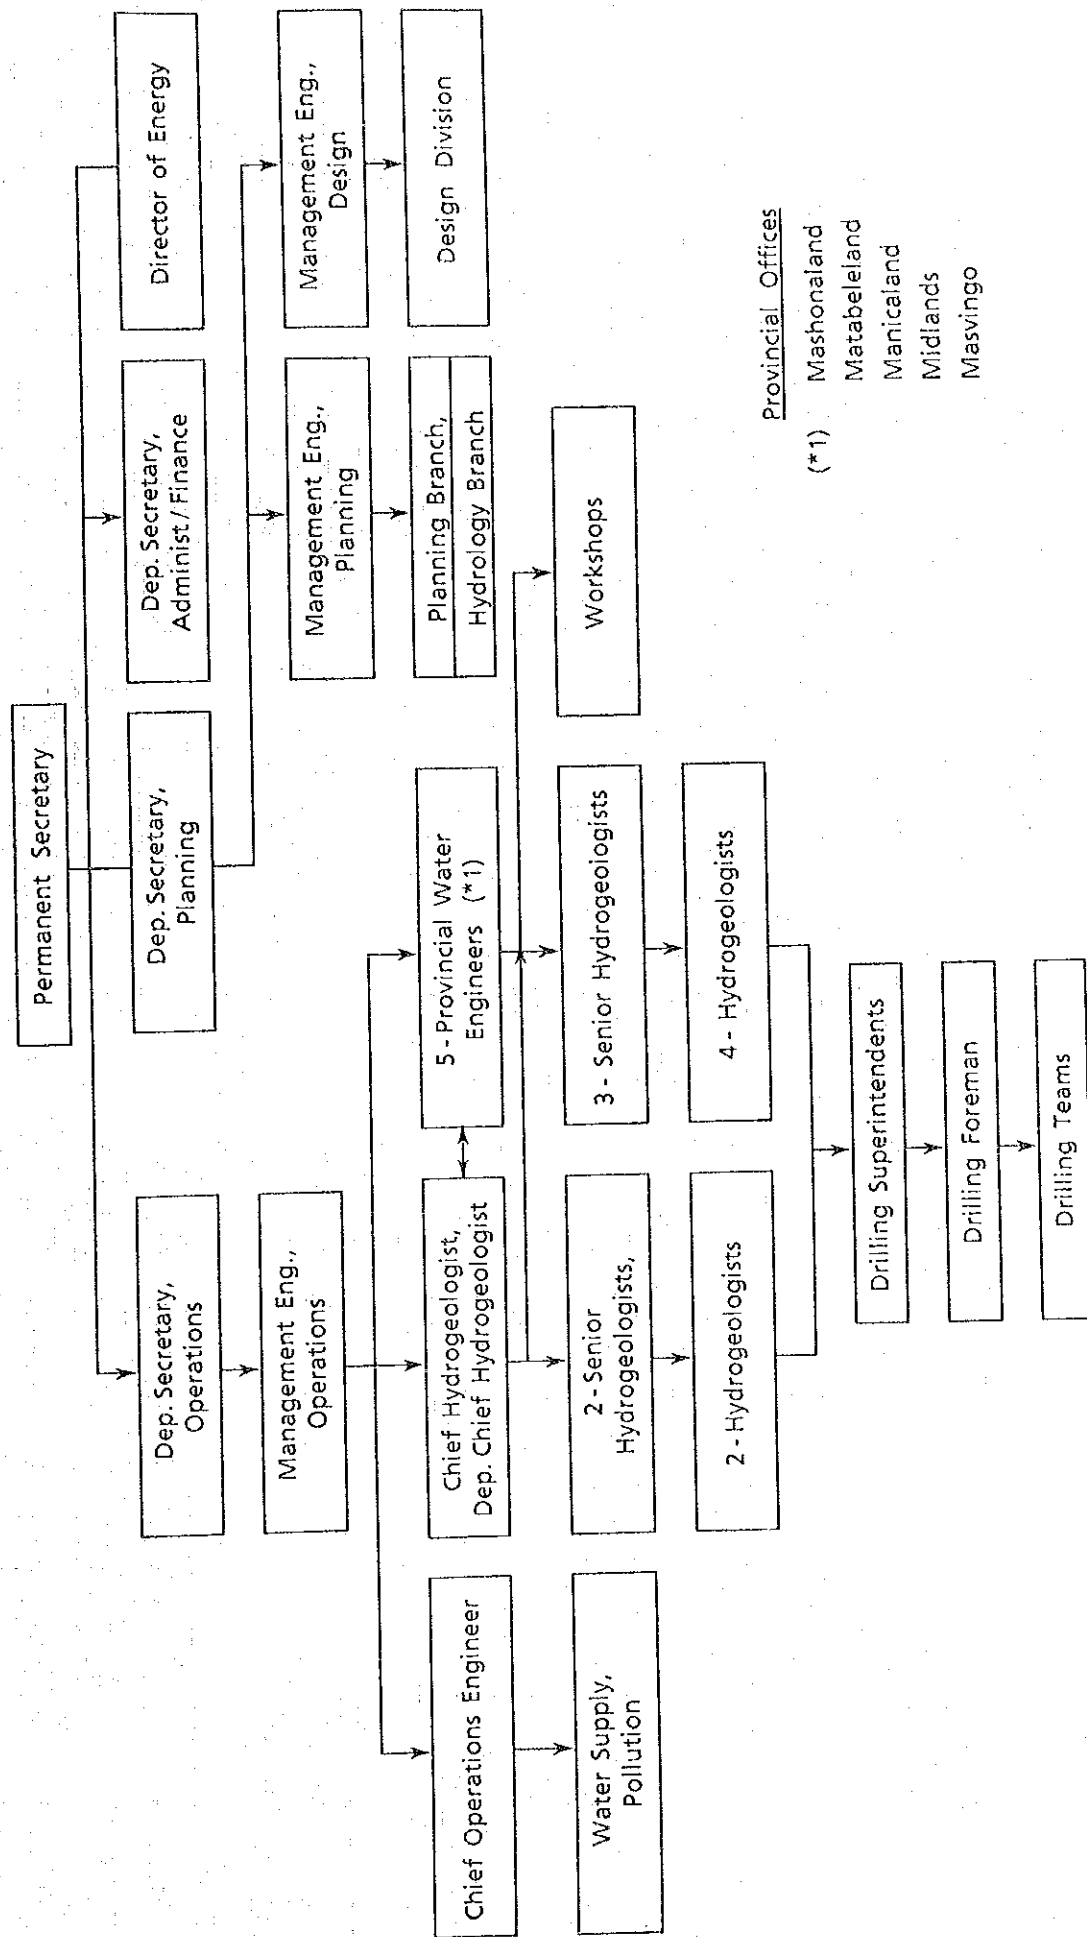 Permanent Secretary
Dep. Secretary,
Operations
Dep. Secretary,
Planning
Dep. Secretary,
Administ/Finance
Director of Energy
Management Eng.,
Operations
Management Eng.,
Planning
Management Eng.,
Design
Chief Operations Engineer
Chief Hydrogeologist,
Dep. Chief Hydrogeologist
5 - Provincial Water
Engineers (*1)
Planning Branch,
Hydrology Branch
Design Division
Water Supply,
Pollution
2 - Senior
Hydrogeologists,
3 - Senior Hydrogeologists
Workshops
2 - Hydrogeologists
4 - Hydrogeologists
Drilling Superintendents
Drilling Foreman
Drilling Teams
Provincial Offices
(*1) Mashonaland
Matabeleland
Manicaland
Midlands
Masvingo